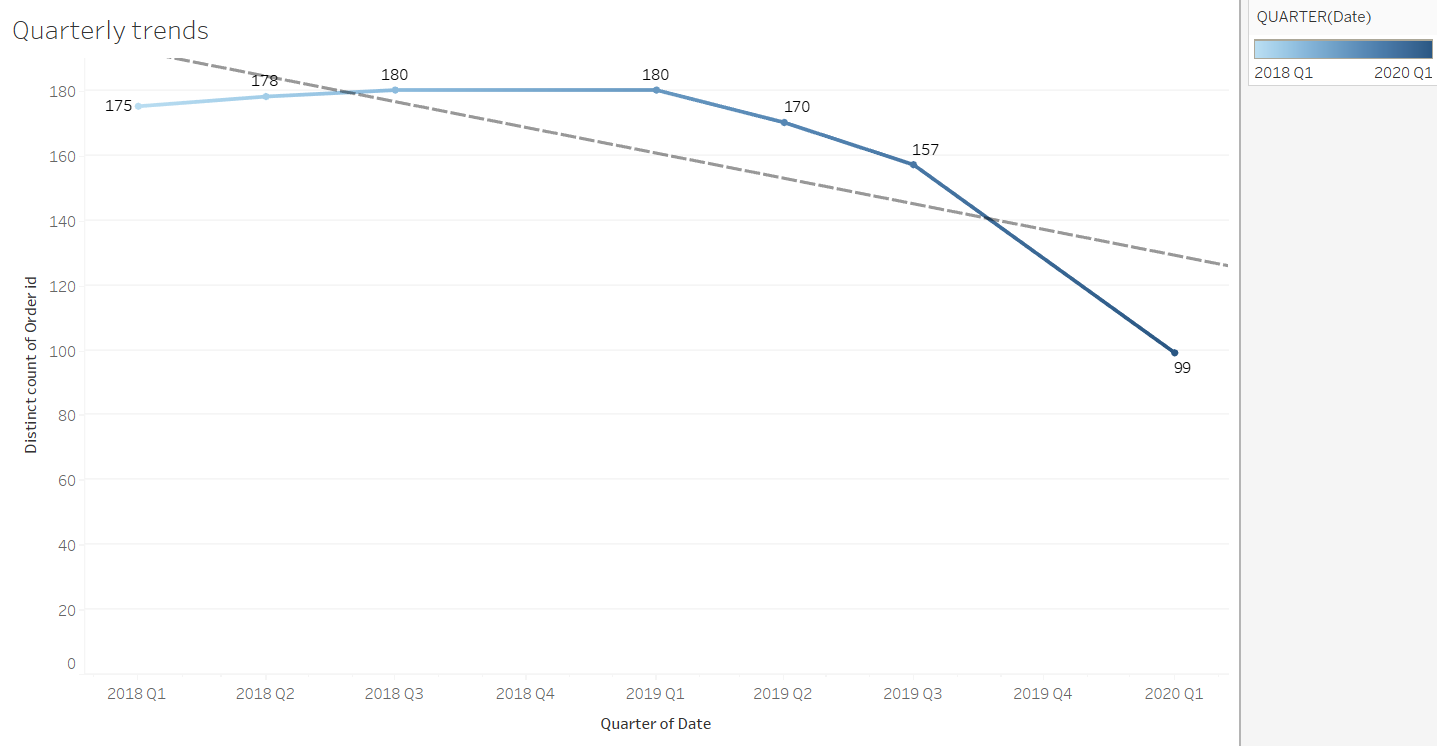 Quarterly trends
QUARTER(Date)
2018 Q1 2020 Q1
180
160
140
120
100
80
60
40
20
0
Distinct count of Order id
175
178
180
180
170
157
99
2018 Q1 2018 Q2 2018 Q3 2018 Q4 2019 Q1 2019 Q2 2019 Q3 2019 Q4 2020 Q1
Quarter of Date